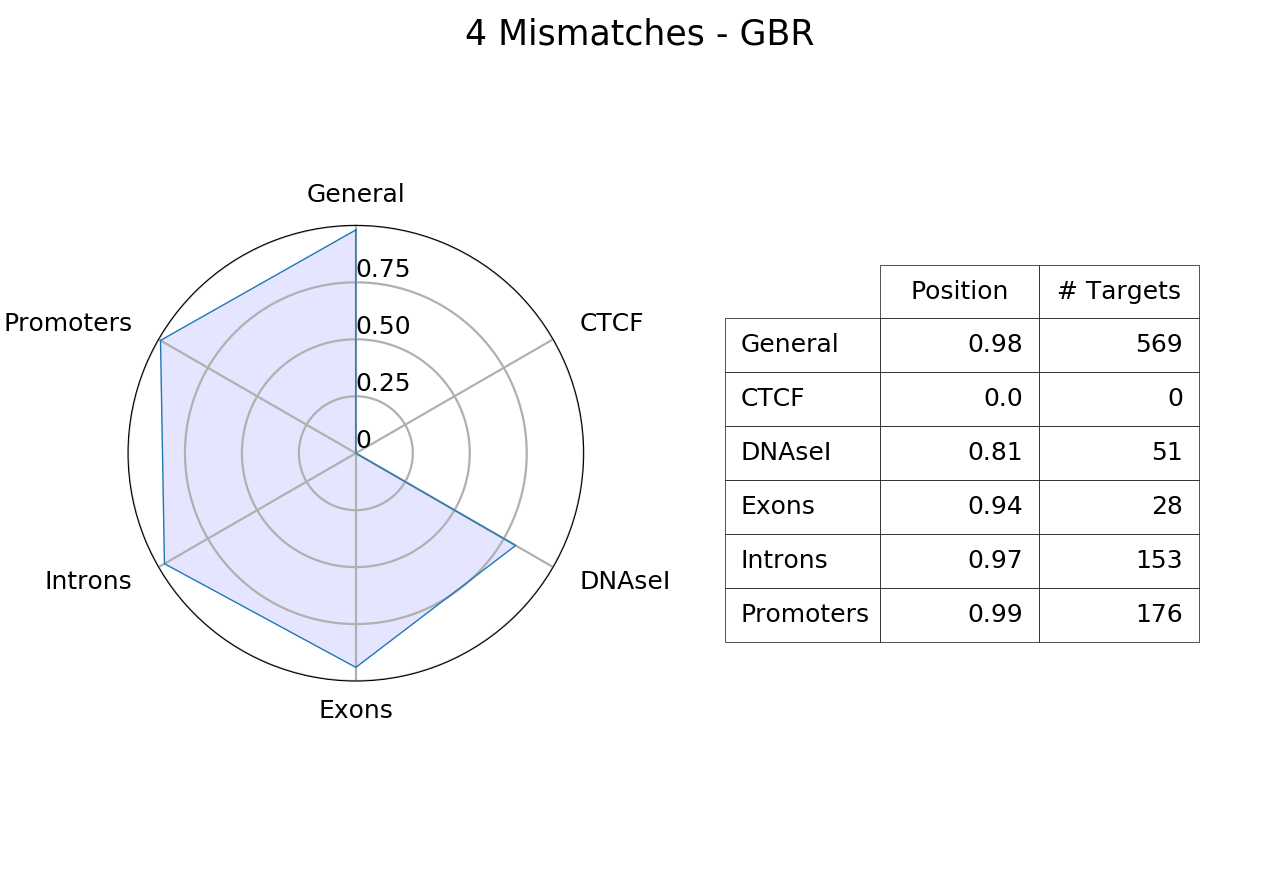 4 Mismatches - GBR
General
0.75
Promoters
CTCF
0.50
0.25
0
Introns
DNAseI
Exons
Position # Targets
General 0.98 569
CTCF 0.0 0
DNAseI 0.81 51
Exons 0.94 28
Introns 0.97 153
Promoters 0.99 176